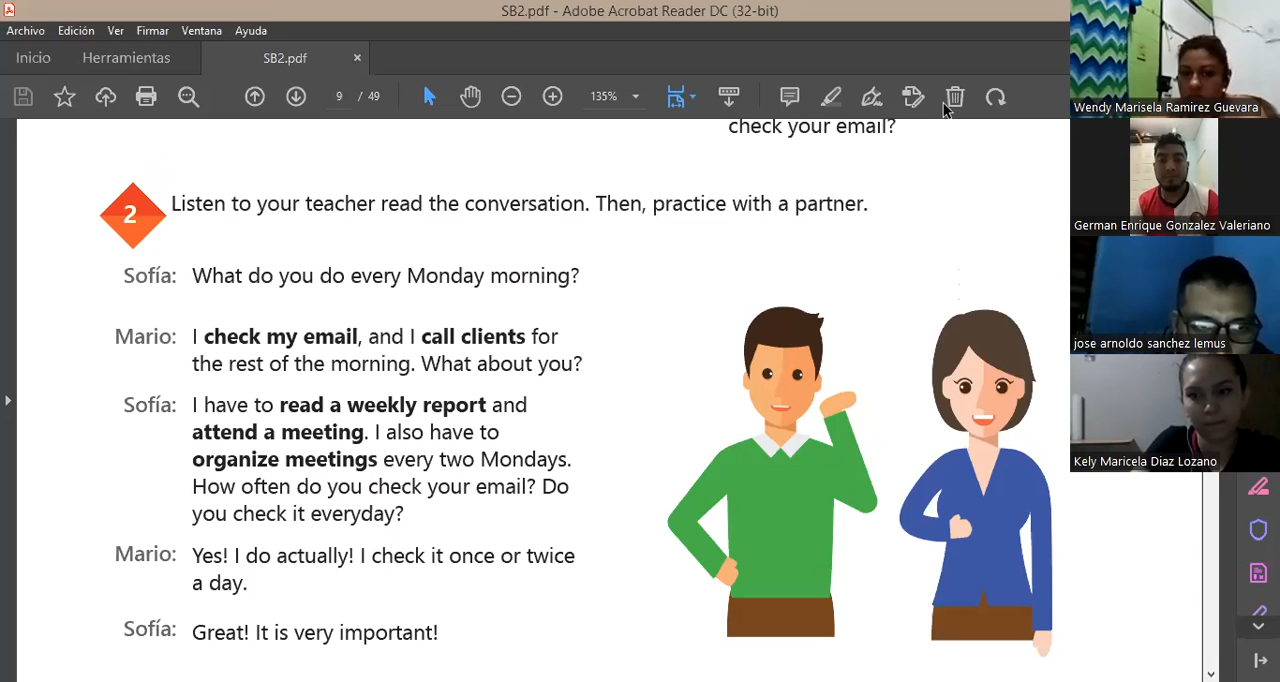 SB2.pdf - Adobe Acrobat Reader DC (32-bit)
Archivo Edición Ver Firmar Ventana Ayuda
Inicio Herramientas SB2.pdf ×
9 / 49 135%
check your email?
2 Listen to your teacher read the conversation. Then, practice with a partner.
Sofía: What do you do every Monday morning?
Mario: I check my email, and I call clients for
the rest of the morning. What about you?
Sofía: I have to read a weekly report and
attend a meeting. I also have to
organize meetings every two Mondays.
How often do you check your email? Do
you check it everyday?
Mario: Yes! I do actually! I check it once or twice
a day.
Sofía: Great! It is very important!
Wendy Marisela Ramirez Guevara
German Enrique Gonzalez Valeriano
jose arnoldo sanchez lemus
Kely Maricela Diaz Lozano